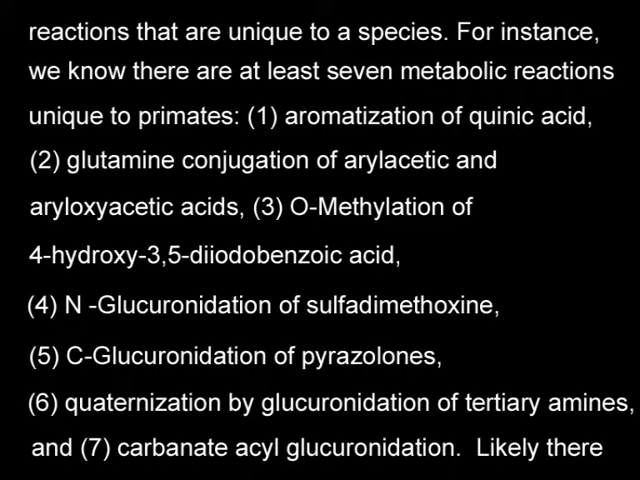 reactions that are unique to a species. For instance,
we know there are at least seven metabolic reactions
unique to primates: (1) aromatization of quinic acid,
(2) glutamine conjugation of arylacetic and
aryloxyacetic acids, (3) O-Methylation of
4-hydroxy-3,5-diiodobenzoic acid,
(4) N -Glucuronidation of sulfadimethoxine,
(5) C-Glucuronidation of pyrazolones,
(6) quaternization by glucuronidation of tertiary amines,
and (7) carbanate acyl glucuronidation.  Likely there